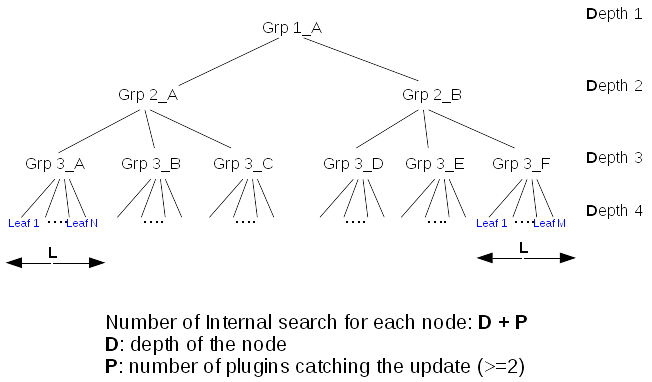 Grp 1_A
Depth 1
Grp 2_A
Grp 2_B
Depth 2
Grp 3_A
Grp 3_B
Grp 3_C
Grp 3_D
Grp 3_E
Grp 3_F
Depth 3
Leaf 1 .... Leaf N
....
....
....
....
Leaf 1 .... Leaf M
Depth 4
L
L
Number of Internal search for each node: D + P
D: depth of the node
P: number of plugins catching the update (>=2)